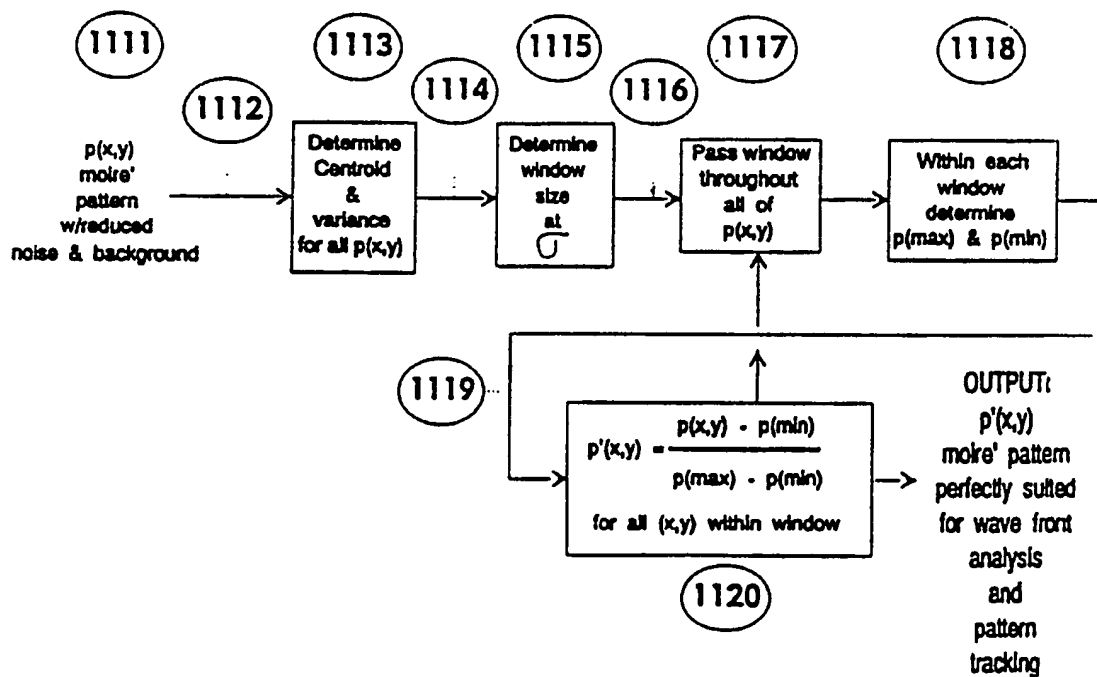 1111
1112
1113
1114
1115
1116
1117
1118
p(x,y)
moire'
pattern
w/reduced
noise & background
Determine
Centroid
&
variance
for all p(x,y)
Determine
window
size
at
σ
Pass window
throughout
all of
p(x,y)
Within each
window
determine
p(max) & p(min)
1119
p'(x,y) = p(x,y) - p(min)
p(max) - p(min)
for all (x,y) within window
1120
OUTPUT:
p'(x,y)
moire' pattern
perfectly suited
for wave front
analysis
and
pattern
tracking